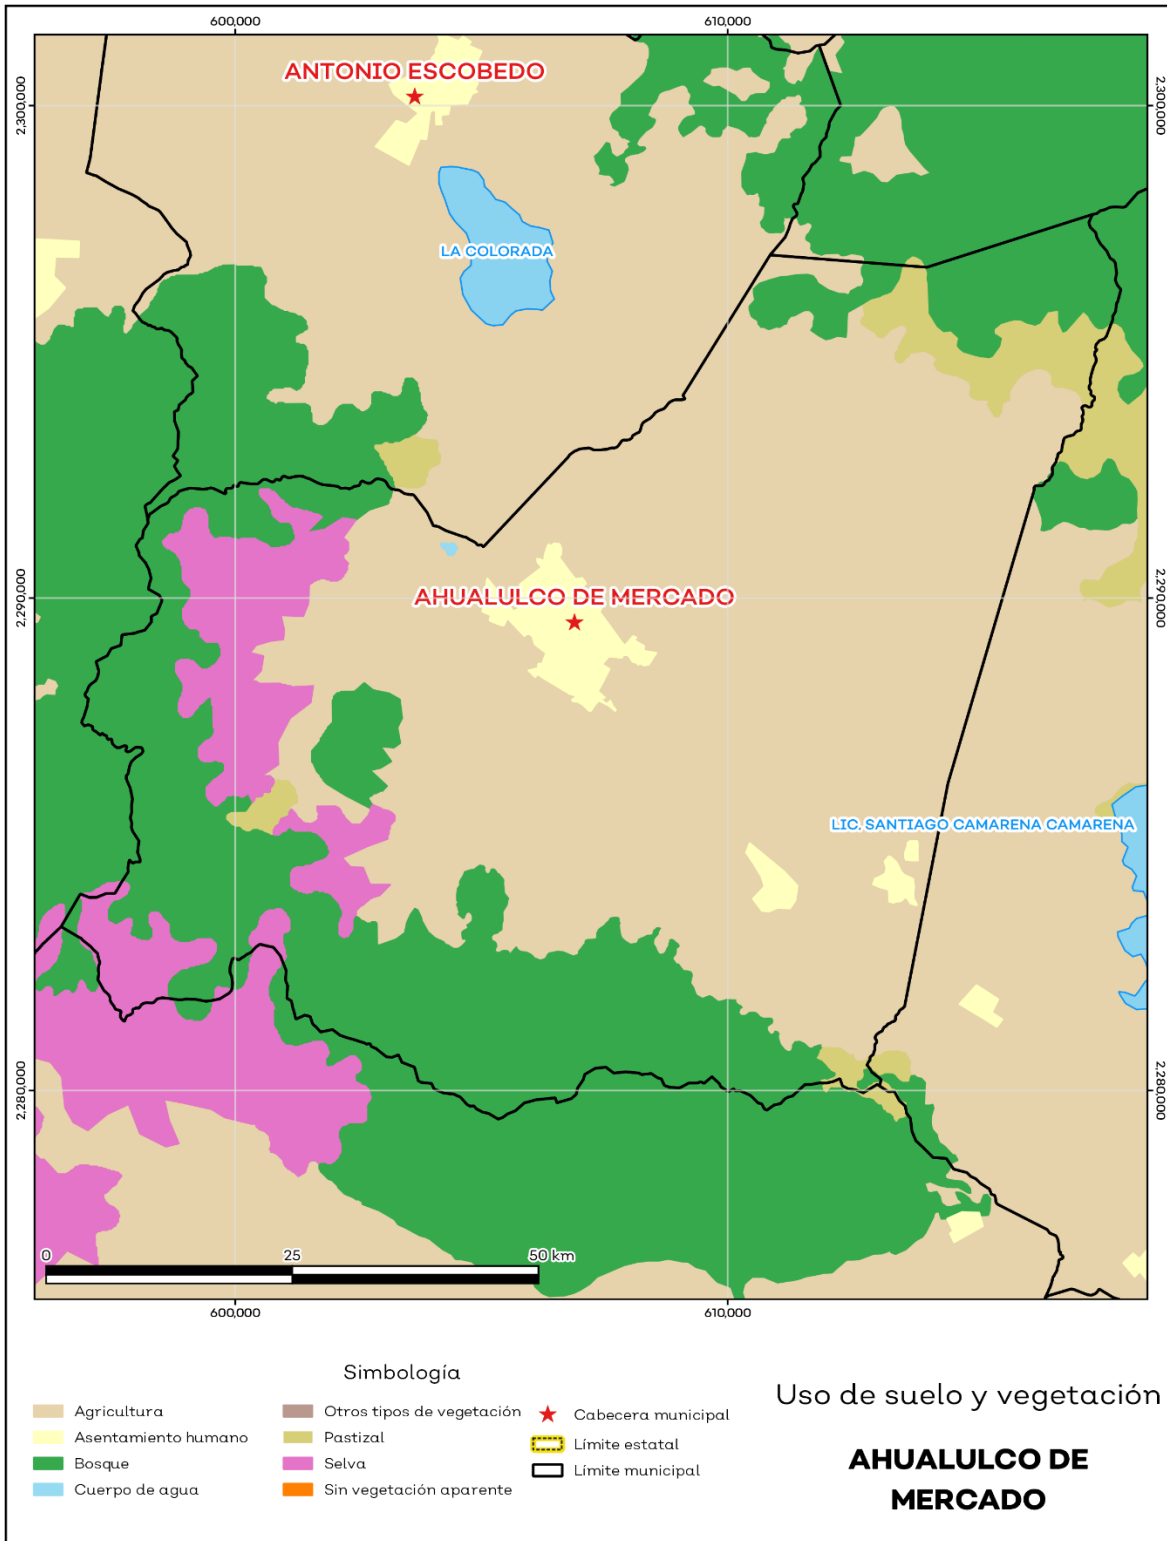 600,000
610,000
2,300,000
2,300,000
ANTONIO ESCOBEDO
LA COLORADA
2,290,000
2,290,000
AHUALULCO DE MERCADO
LIC. SANTIAGO CAMARENA CAMARENA
2,280,000
2,280,000
0 25 50 km
600,000
610,000
Simbología
Agricultura
Asentamiento humano
Bosque
Cuerpo de agua
Otros tipos de vegetación
Pastizal
Selva
Sin vegetación aparente
Cabecera municipal
Límite estatal
Límite municipal
Uso de suelo y vegetación
AHUALULCO DE
MERCADO